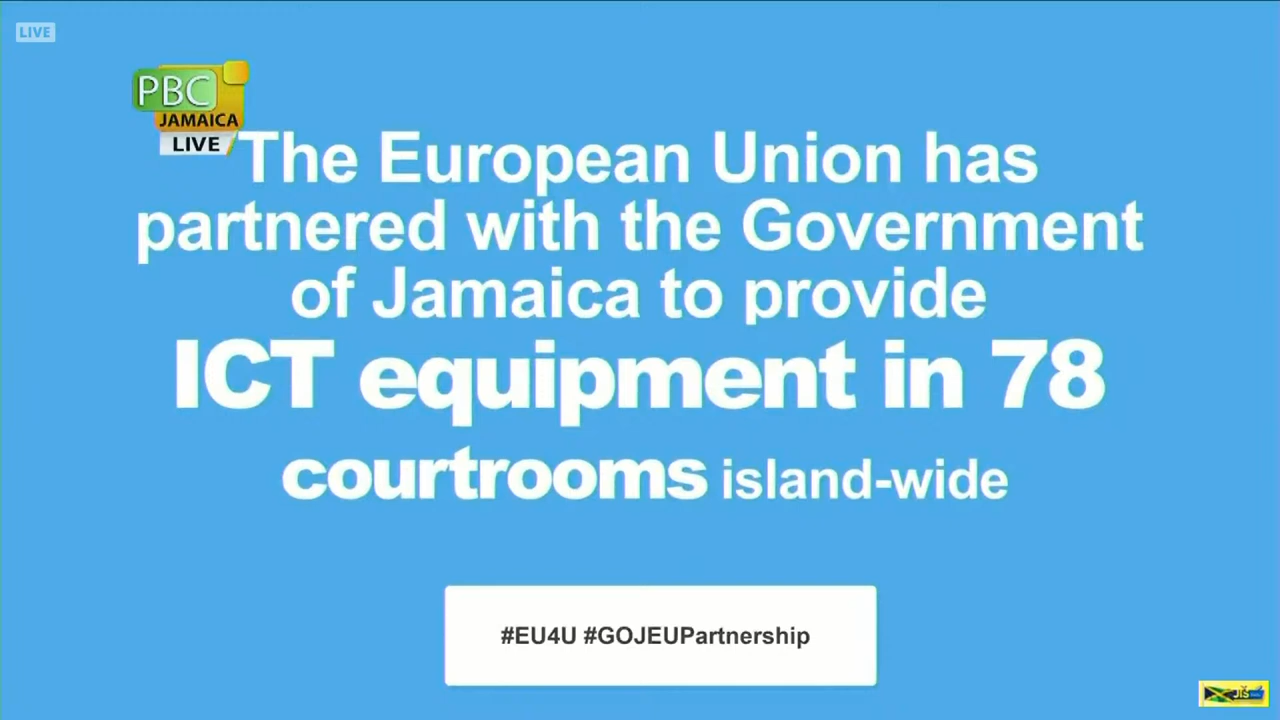 LIVE
PBC
JAMAICA
LIVE
The European Union has
partnered with the Government
of Jamaica to provide
ICT equipment in 78
courtrooms island-wide
#EU4U #GOJEUPartnership
JIS